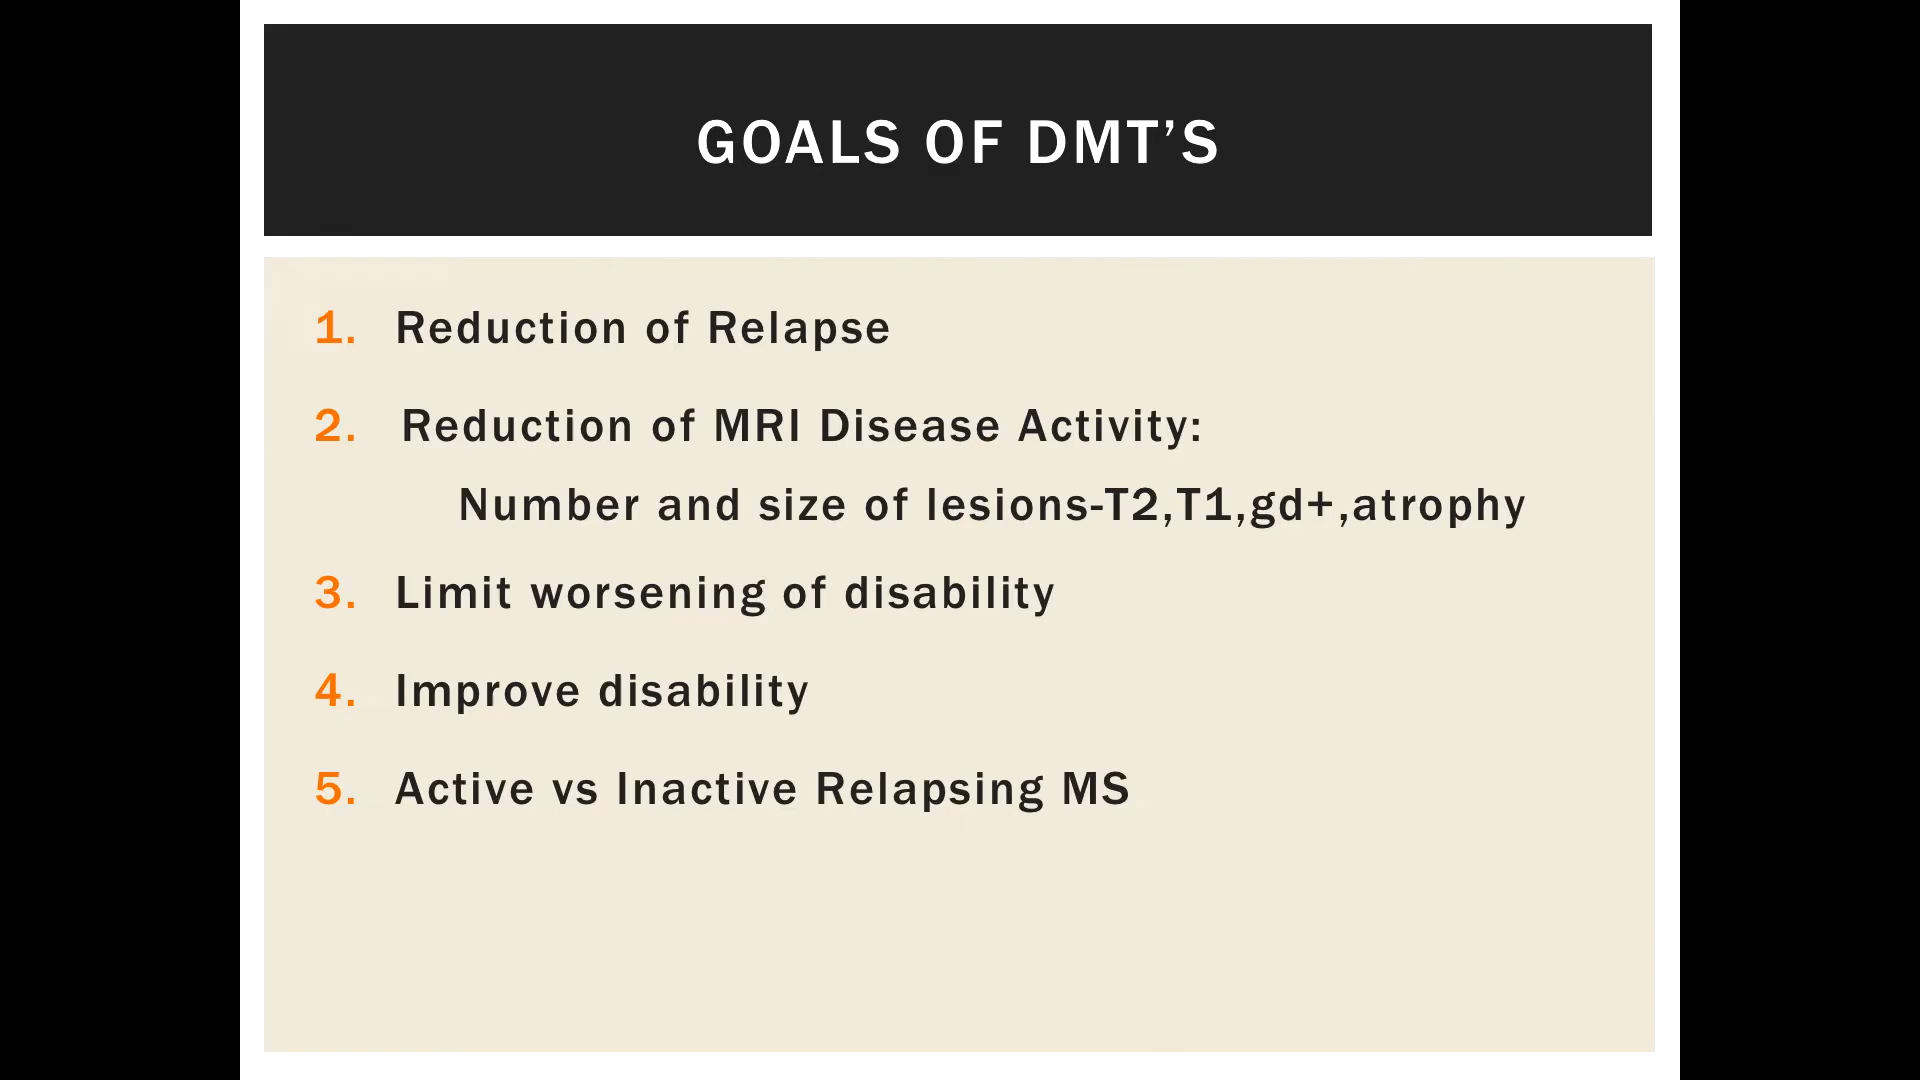 GOALS OF DMT’S
1. Reduction of Relapse
2. Reduction of MRI Disease Activity:
Number and size of lesions-T2,T1,gd+,atrophy
3. Limit worsening of disability
4. Improve disability
5. Active vs Inactive Relapsing MS